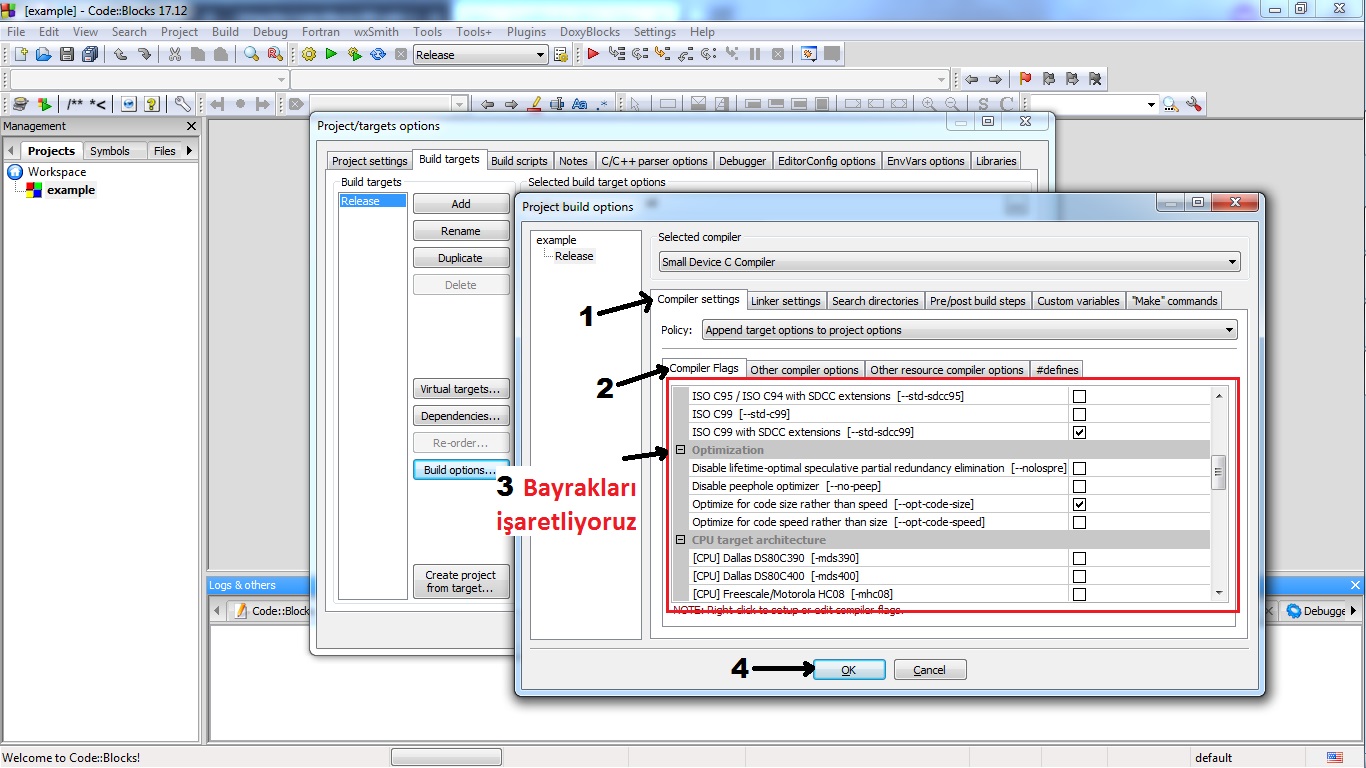 [example] - Code::Blocks 17.12
File Edit View Search Project Build Debug Fortran wxSmith Tools Tools+ Plugins DoxyBlocks Settings Help
Release
/** *<
S C
Management
Projects Symbols Files
Workspace
example
Project/targets options
Project settings Build targets Build scripts Notes C/C++ parser options Debugger EditorConfig options EnvVars options Libraries
Build targets
Selected build target options
Release
Add
Rename
Duplicate
Delete
Virtual targets...
Dependencies...
Re-order...
Build options...
Create project
from target...
Project build options
example
Release
Selected compiler
Small Device C Compiler
1
Compiler settings Linker settings Search directories Pre/post build steps Custom variables "Make" commands
Policy: Append target options to project options
2
Compiler Flags Other compiler options Other resource compiler options #defines
ISO C95 / ISO C94 with SDCC extensions [--std-sdcc95]
ISO C99 [--std-c99]
ISO C99 with SDCC extensions [--std-sdcc99]
Optimization
Disable lifetime-optimal speculative partial redundancy elimination [--nolospre]
Disable peephole optimizer [--no-peep]
Optimize for code size rather than speed [--opt-code-size]
Optimize for code speed rather than size [--opt-code-speed]
CPU target architecture
[CPU] Dallas DS80C390 [-mds390]
[CPU] Dallas DS80C400 [-mds400]
[CPU] Freescale/Motorola HC08 [-mhc08]
NOTE: Right-click to setup or edit compiler flags.
3 Bayrakları
işaretliyoruz
4
OK Cancel
Logs & others
Code::Block
Debugge
Welcome to Code::Blocks!
default